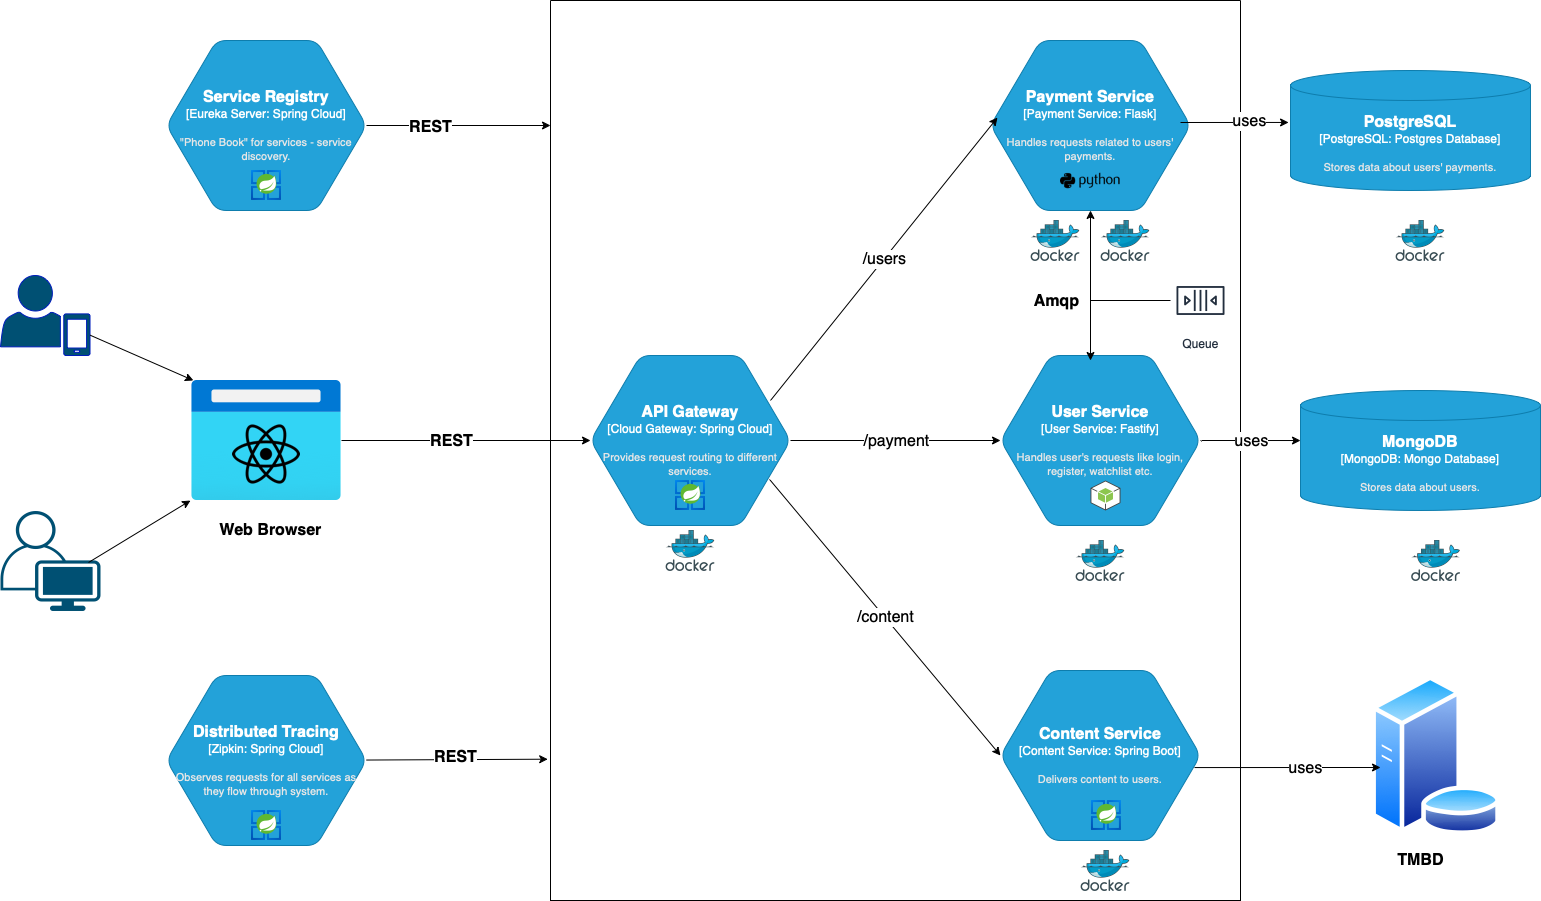 Service Registry
[Eureka Server: Spring Cloud]
"Phone Book" for services - service
discovery.
REST
Payment Service
[Payment Service: Flask]
Handles requests related to users'
payments.
python
uses
PostgreSQL
[PostgreSQL: Postgres Database]
Stores data about users' payments.
docker
docker
docker
/users
Amqp
Queue
Web Browser
REST
API Gateway
[Cloud Gateway: Spring Cloud]
Provides request routing to different
services.
docker
/payment
User Service
[User Service: Fastify]
Handles user's requests like login,
register, watchlist etc.
docker
uses
MongoDB
[MongoDB: Mongo Database]
Stores data about users.
docker
/content
Distributed Tracing
[Zipkin: Spring Cloud]
Observes requests for all services as
they flow through system.
REST
Content Service
[Content Service: Spring Boot]
Delivers content to users.
docker
uses
TMBD